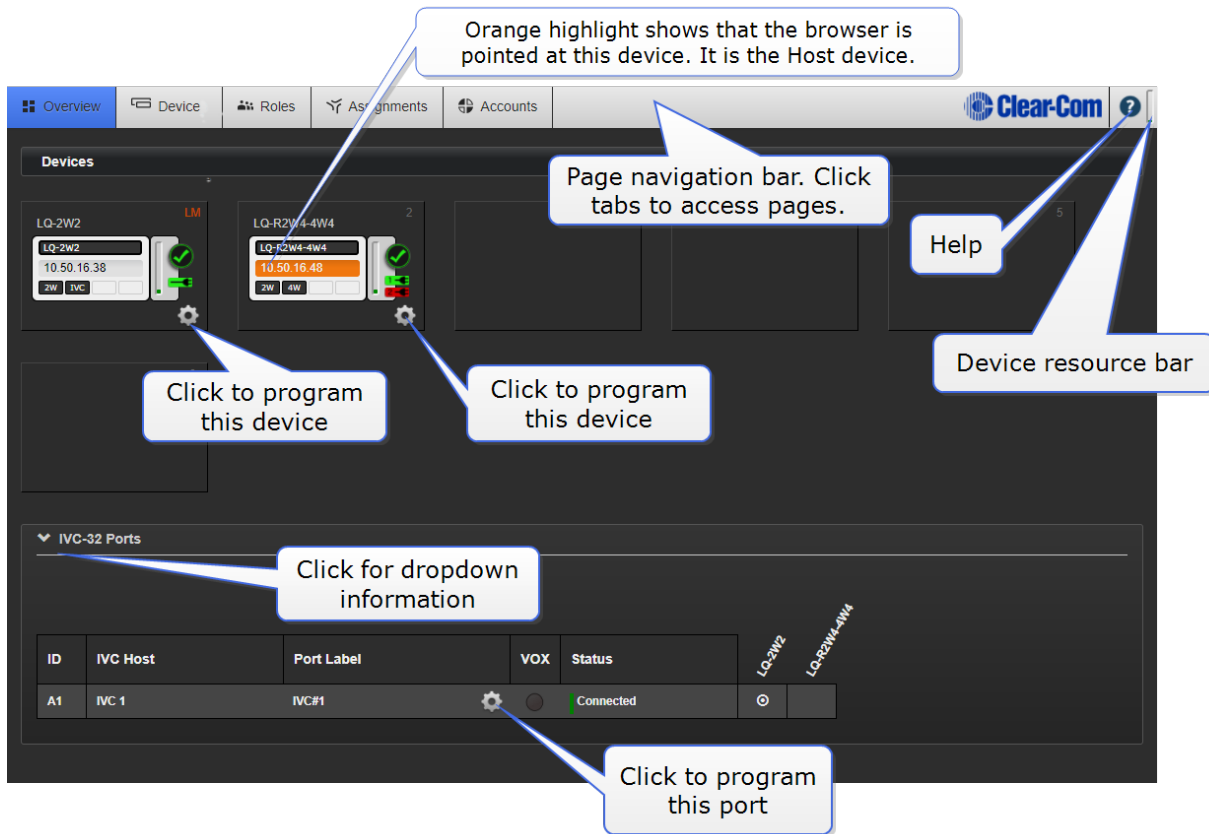 Orange highlight shows that the browser is
pointed at this device. It is the Host device.
Overview
Device
Roles
Assignments
Accounts
Clear-Com
?
Devices
Page navigation bar. Click
tabs to access pages.
Help
Device resource bar
LM
LQ-2W2
LQ-2W2
10.50.16.38
2W IVC
2
LQ-R2W4-4W4
LQ-R2W4-4W4
10.50.16.48
2W 4W
5
Click to program
this device
Click to program
this device
IVC-32 Ports
Click for dropdown
information
ID IVC Host Port Label VOX Status LQ-2W2 LQ-R2W4-4W4
A1 IVC 1 IVC#1 Connected
Click to program
this port